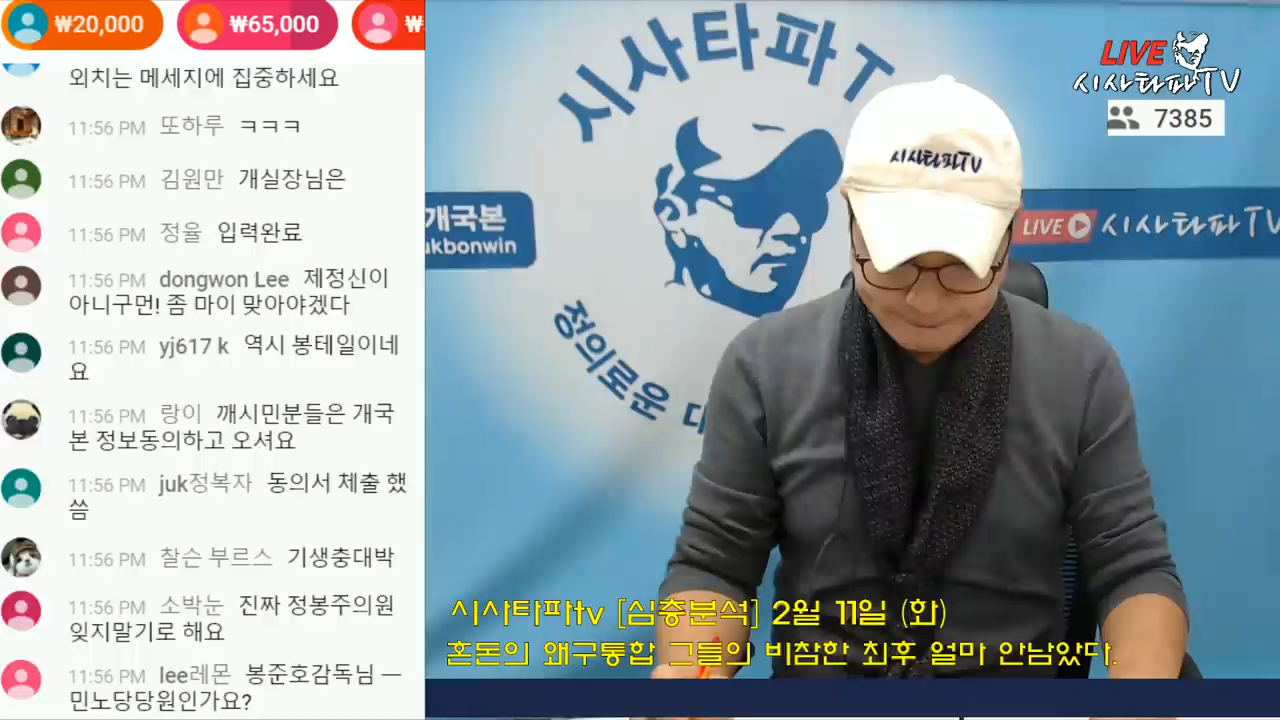 ₩20,000
₩65,000
₩
외치는 메세지에 집중하세요
11:56 PM 또하루 ㅋㅋㅋ
11:56 PM 김원만 개실장님은
11:56 PM 정율 입력완료
11:56 PM dongwon Lee 제정신이
아니구먼! 좀 마이 맞아야겠다
11:56 PM yj617 k 역시 봉테일이네
요
11:56 PM 랑이 깨시민분들은 개국
본 정보동의하고 오셔요
11:56 PM juk정복자 동의서 체출 했
씀
11:56 PM 찰슨 부르스 기생충대박
11:56 PM 소박눈 진짜 정봉주의원
잊지말기로 해요
11:56 PM lee레몬 봉준호감독님 ㅡ
민노당당원인가요?
시사타파T
개국본
ukbonwin
정의로운 대
시사타파TV
LIVE
시사타파TV
7385
LIVE 시사타파TV
시사타파tv [심층분석] 2월 11일 (화)
혼돈의 왜구통합 그들의 비참한 최후 얼마 안남았다.